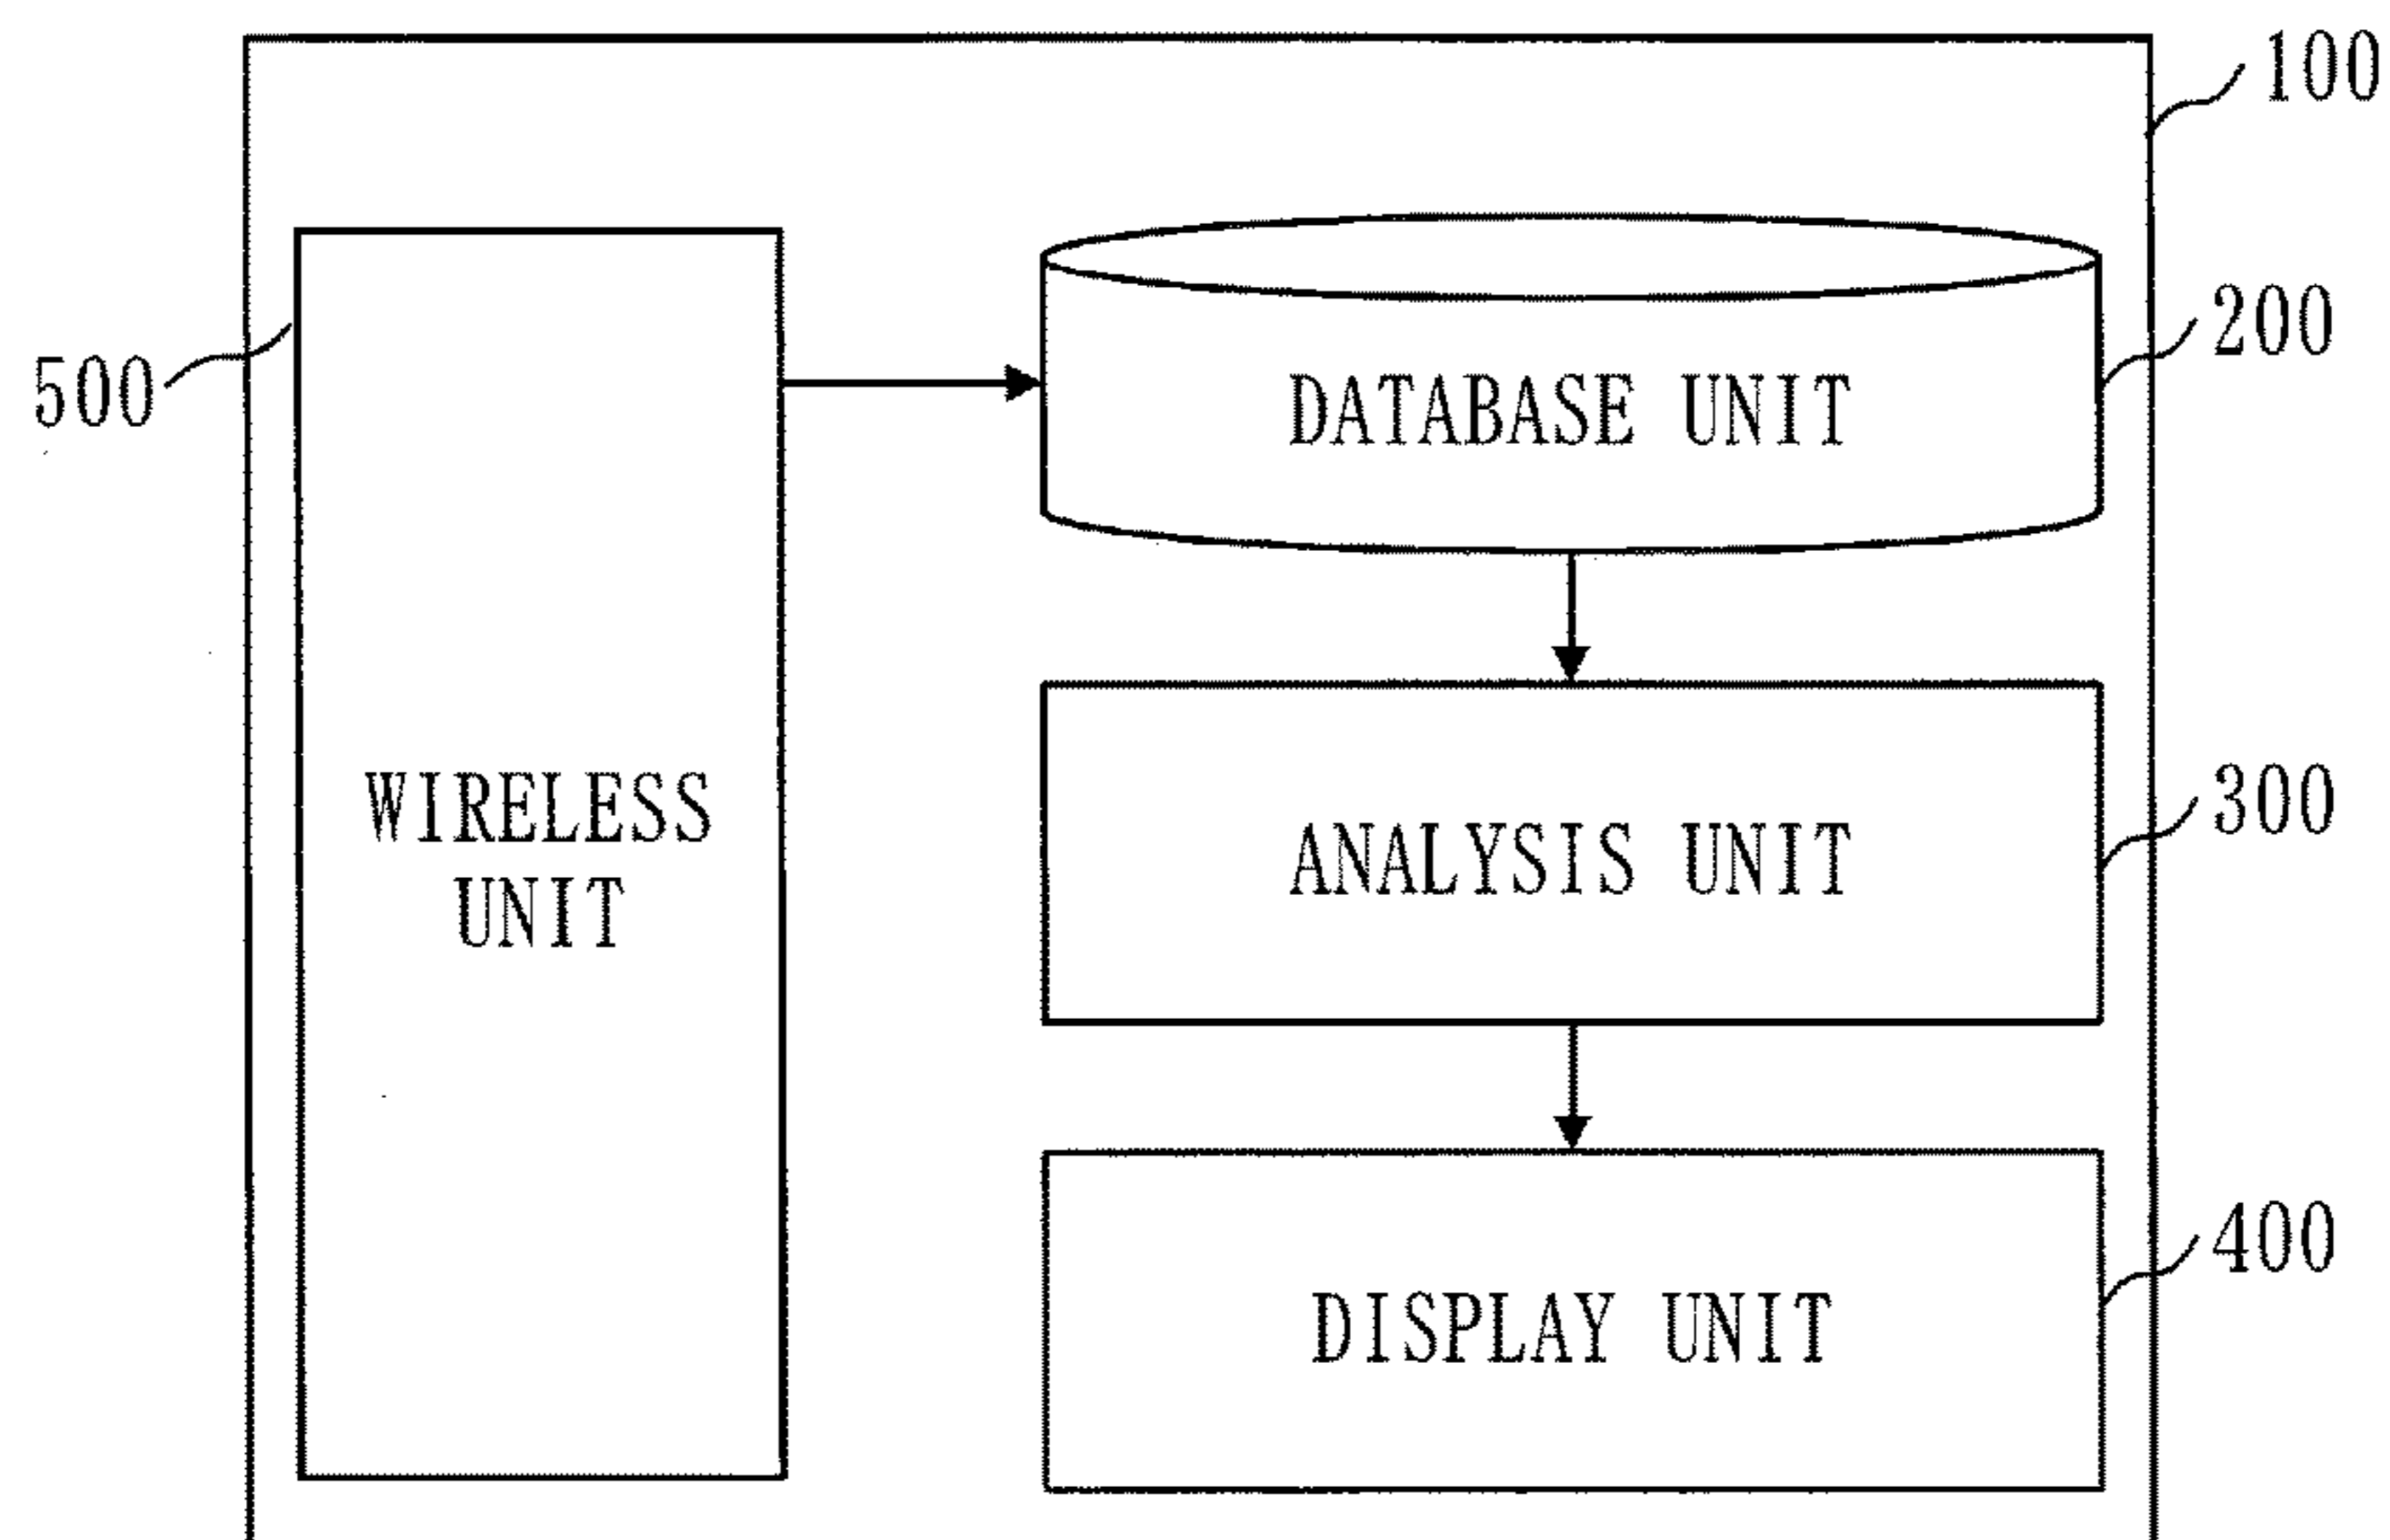 100
200
500
DATABASE UNIT
WIRELESS
UNIT
300
ANALYSIS UNIT
400
DISPLAY UNIT